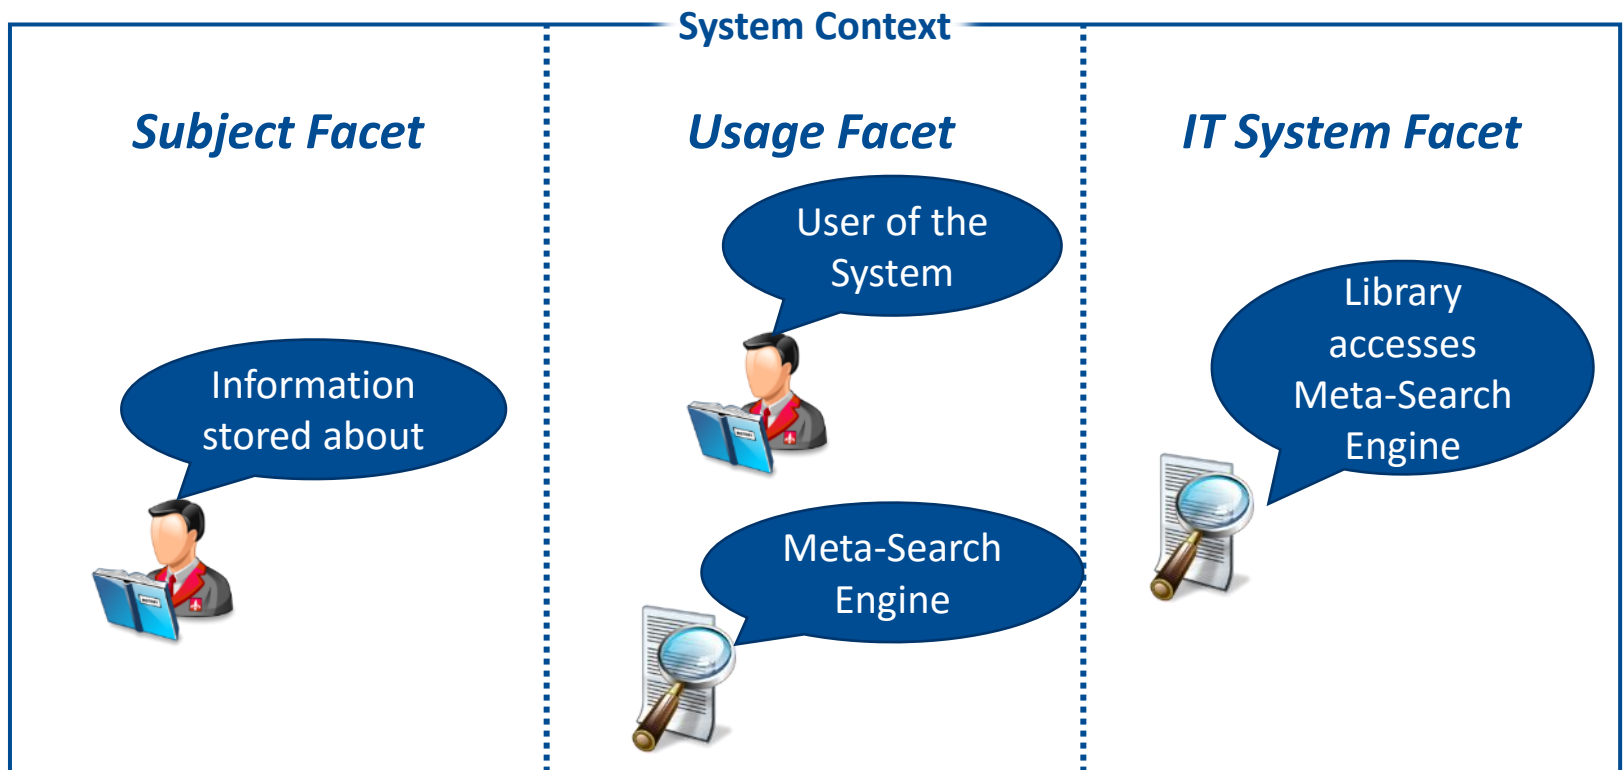 System Context
Subject Facet
Usage Facet
IT System Facet
Information
stored about
User of the
System
Meta-Search
Engine
Library
accesses
Meta-Search
Engine